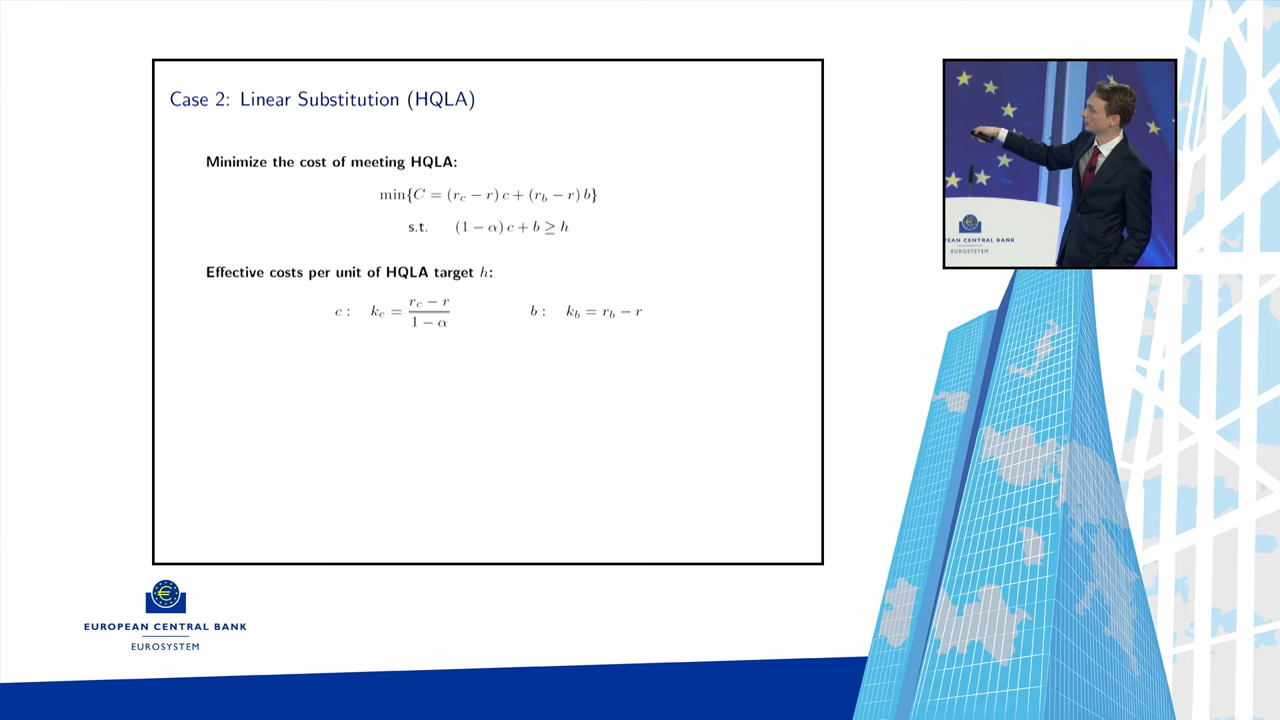 Case 2: Linear Substitution (HQLA)
Minimize the cost of meeting HQLA:
min{C = (r_c − r) c + (r_b − r) b}
s.t. (1 − α) c + b ≥ h
Effective costs per unit of HQLA target h:
c : k_c = (r_c − r) / (1 − α) b : k_b = r_b − r
EAN CENTRAL BANK
EUROSYSTEM
EUROPEAN CENTRAL BANK
EUROSYSTEM